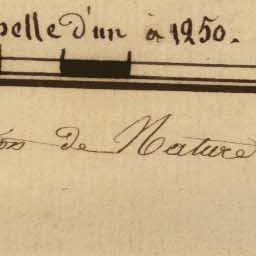 pelle d'un à 1250.
de Nature